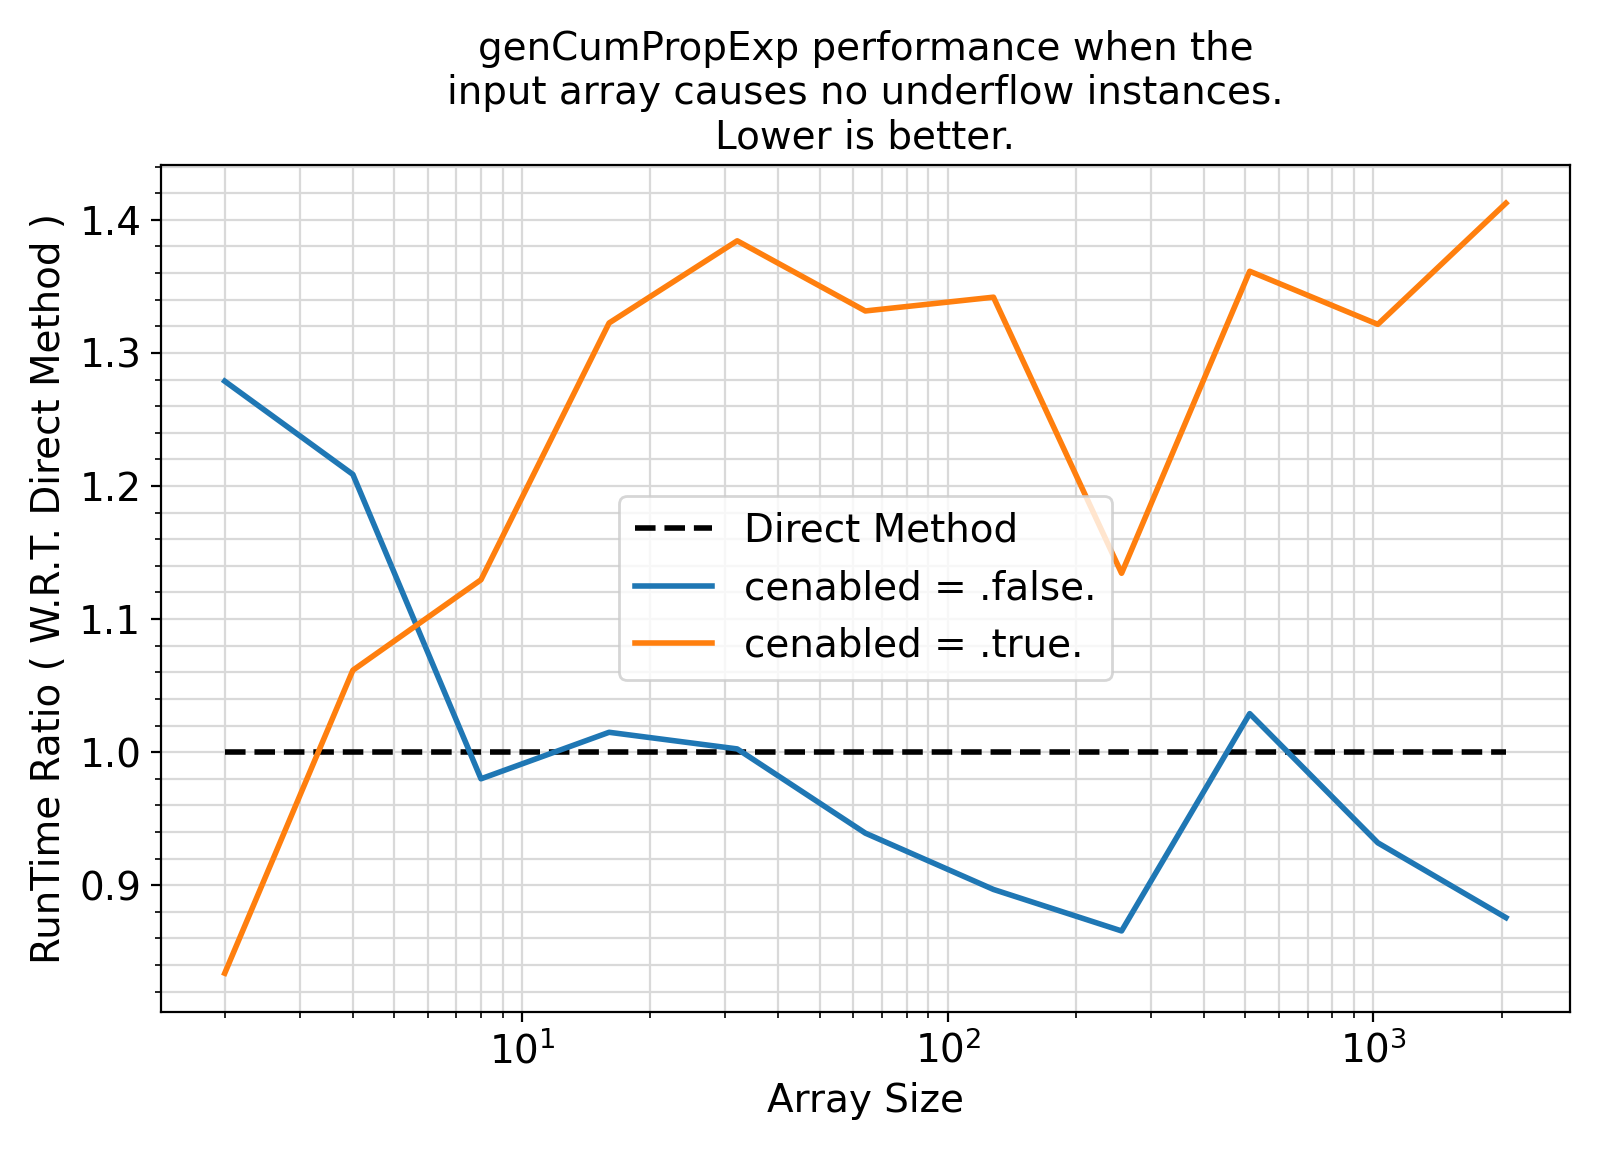 genCumPropExp performance when the
input array causes no underflow instances.
Lower is better.
RunTime Ratio ( W.R.T. Direct Method )
1.4
1.3
1.2
1.1
1.0
0.9
Direct Method
cenabled = .false.
cenabled = .true.
10¹ 10² 10³
Array Size